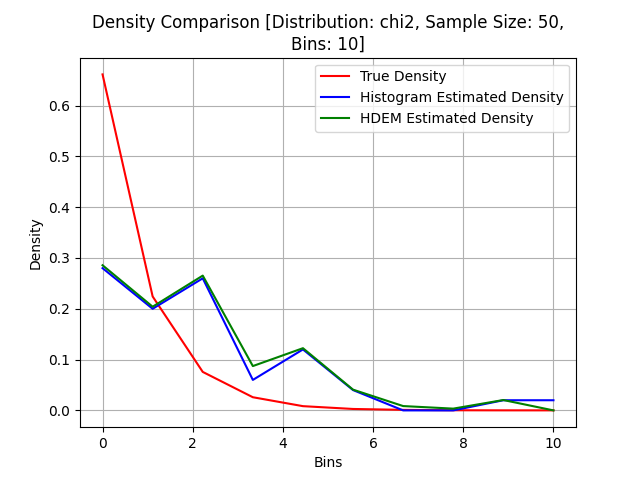 Density Comparison [Distribution: chi2, Sample Size: 50,
Bins: 10]
True Density
Histogram Estimated Density
HDEM Estimated Density
Density
0.6
0.5
0.4
0.3
0.2
0.1
0.0
0 2 4 6 8 10
Bins